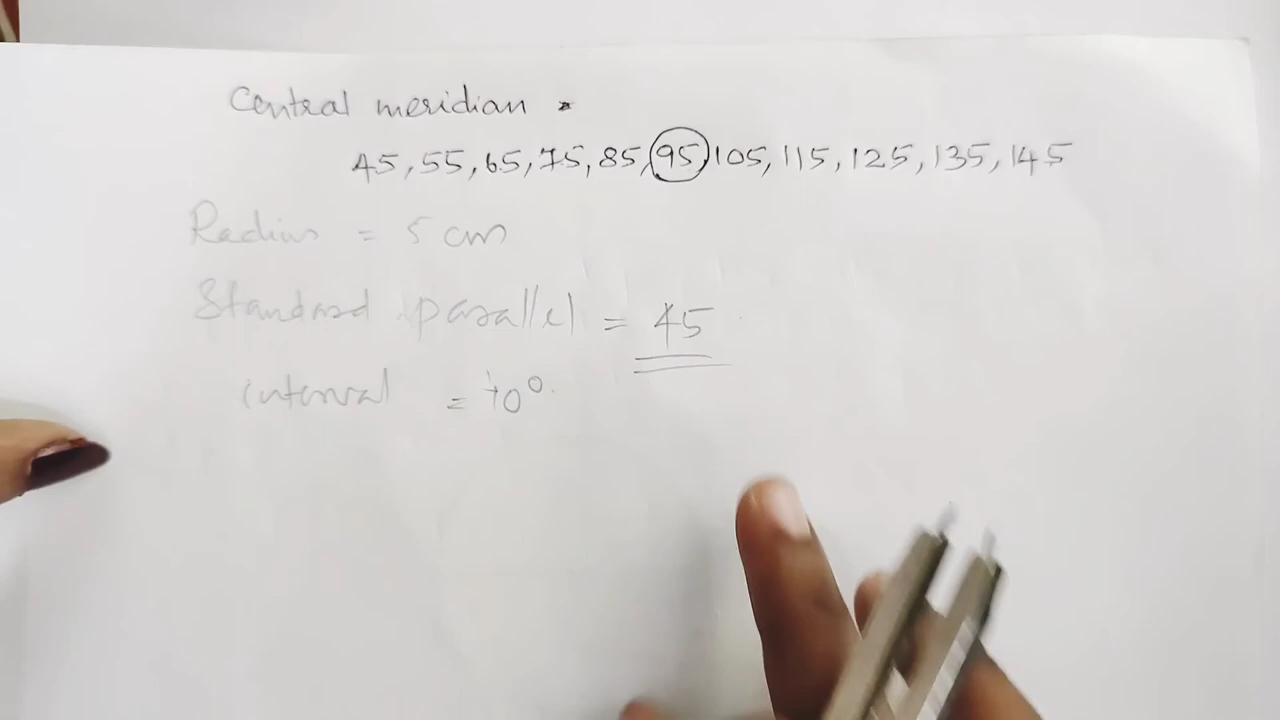 Central meridian
45, 55, 65, 75, 85, 95, 105, 115, 125, 135, 145
Radius = 5 cm
Standard parallel = 45
interval = 10°